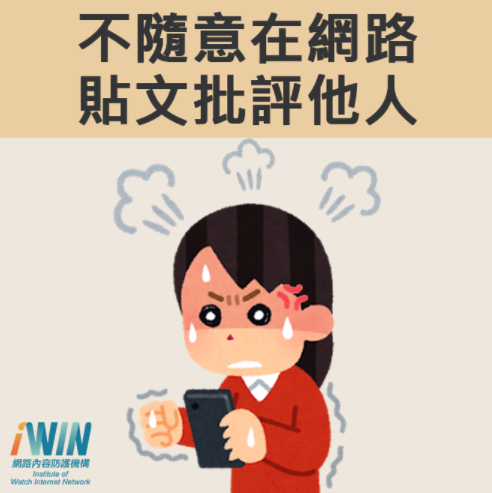 不隨意在網路
貼文批評他人
iWIN
網路內容防護機構
Institute of
Watch Internet Network